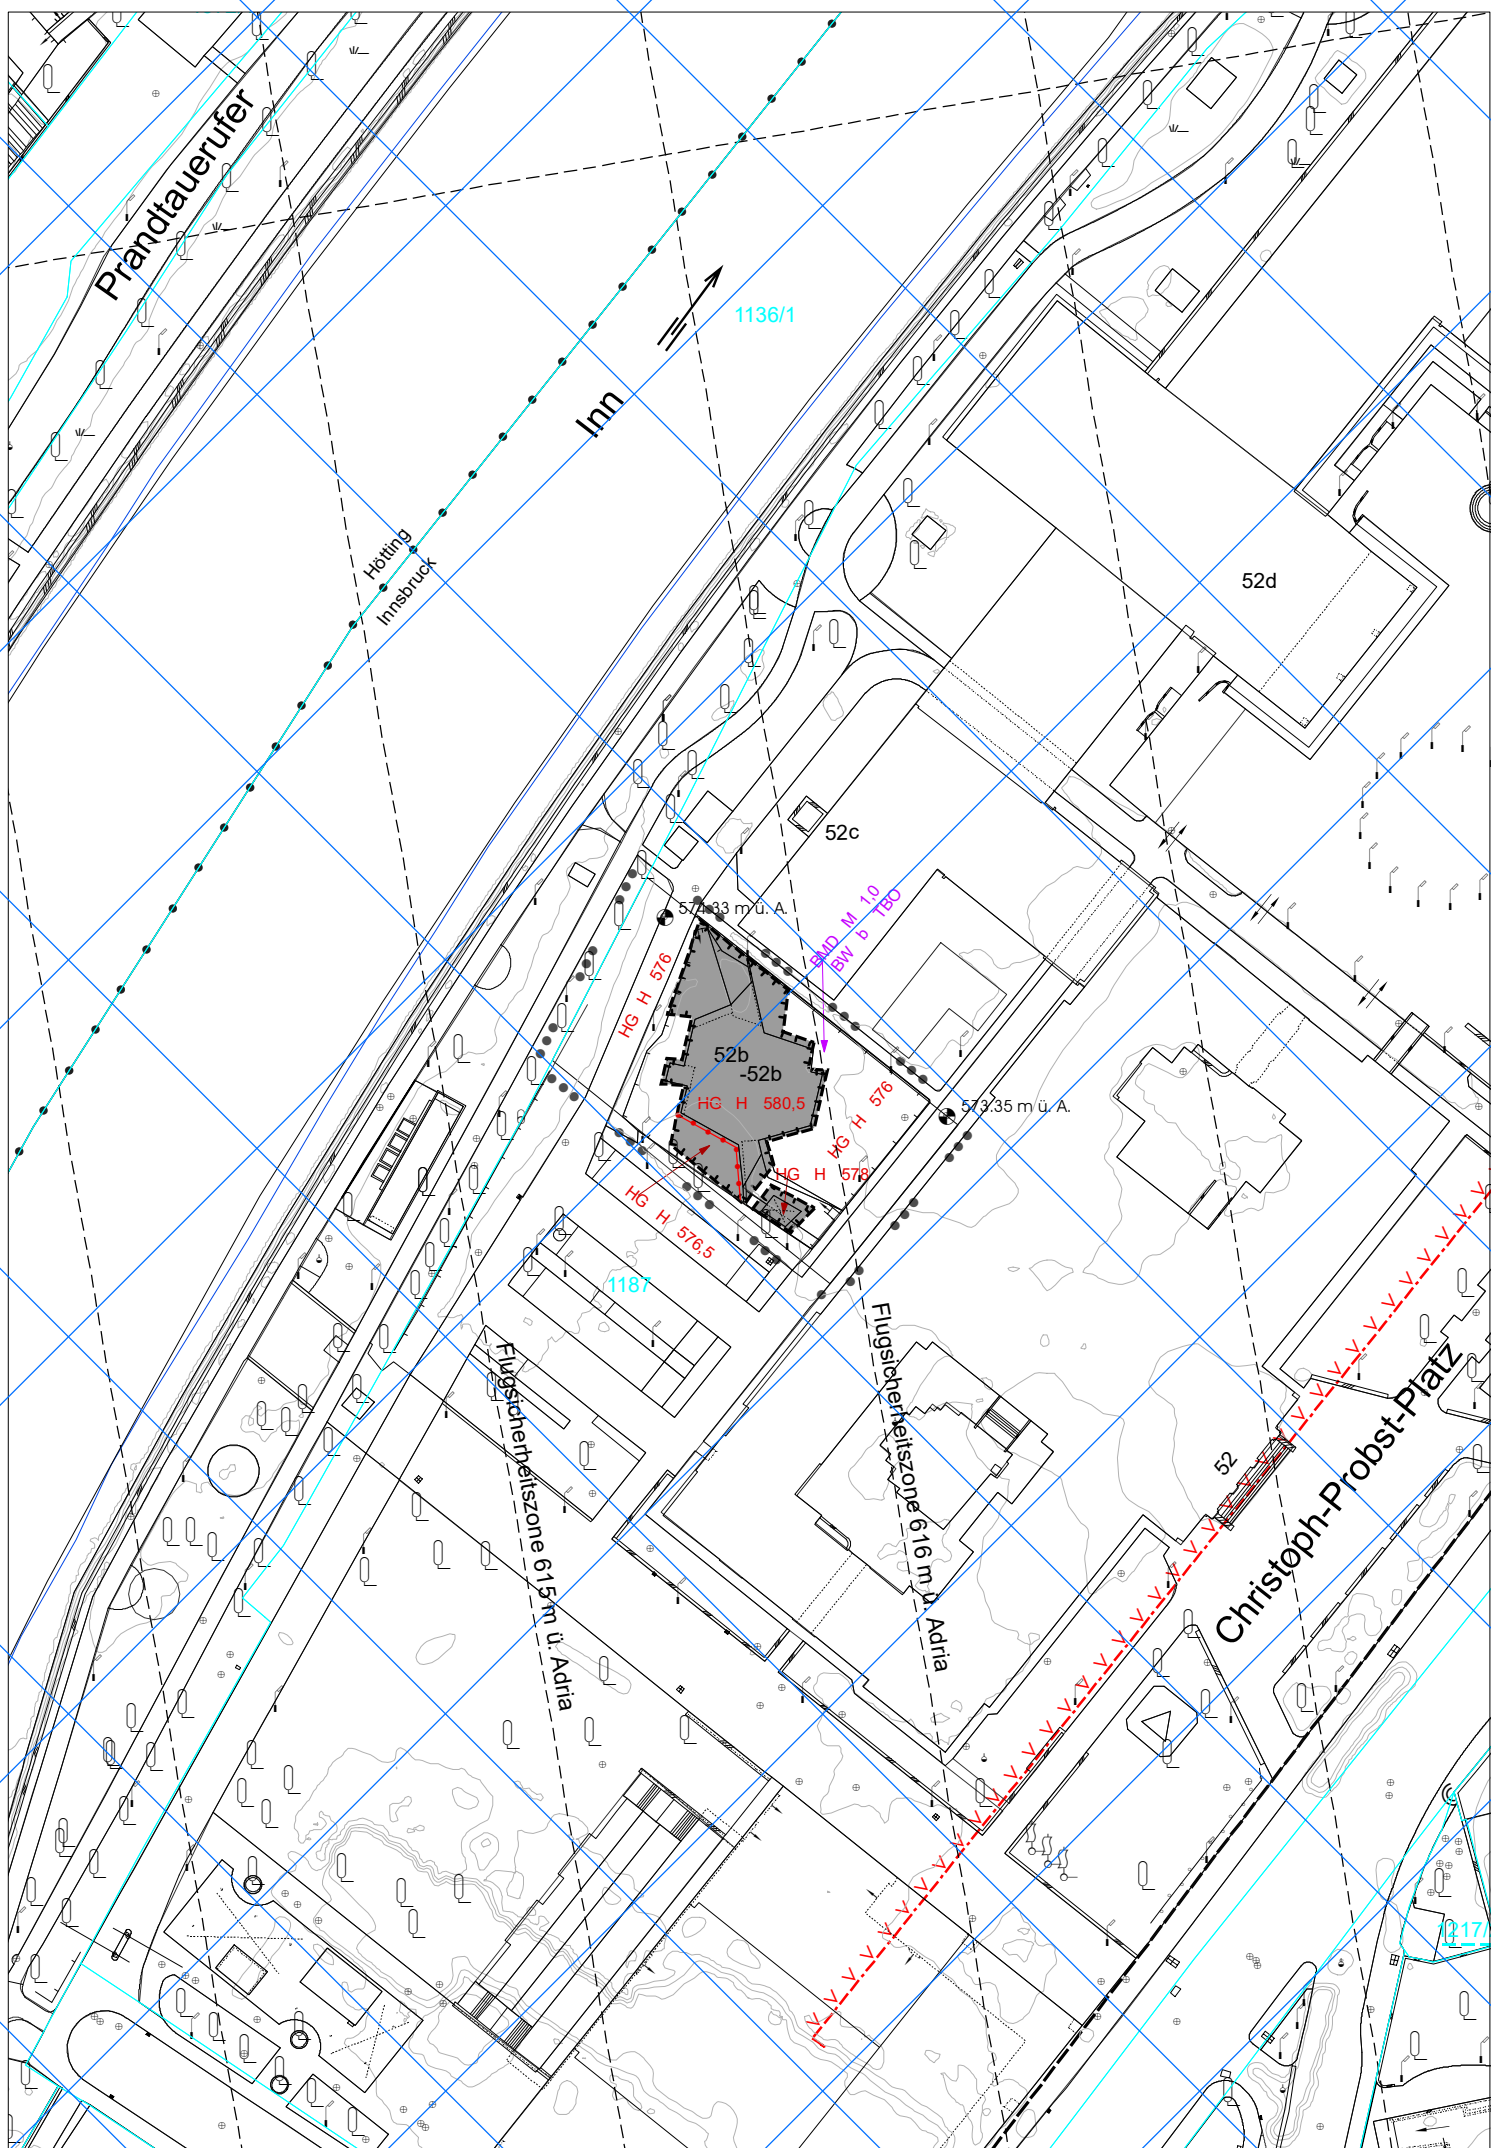 Prandtauerufer
1136/1
Inn
Hötting
Innsbruck
52d
52c
BMD M 1,0
BW b TBO
574.33 m ü. A.
HG H 576
52b
-52b
HG H 580,5
HG H 576
573.35 m ü. A.
HG H 578
HG H 576,5
1187
Flugsicherheitszone 615 m ü. Adria
Flugsicherheitszone 616 m ü. Adria
52
Christoph-Probst-Platz
1217/